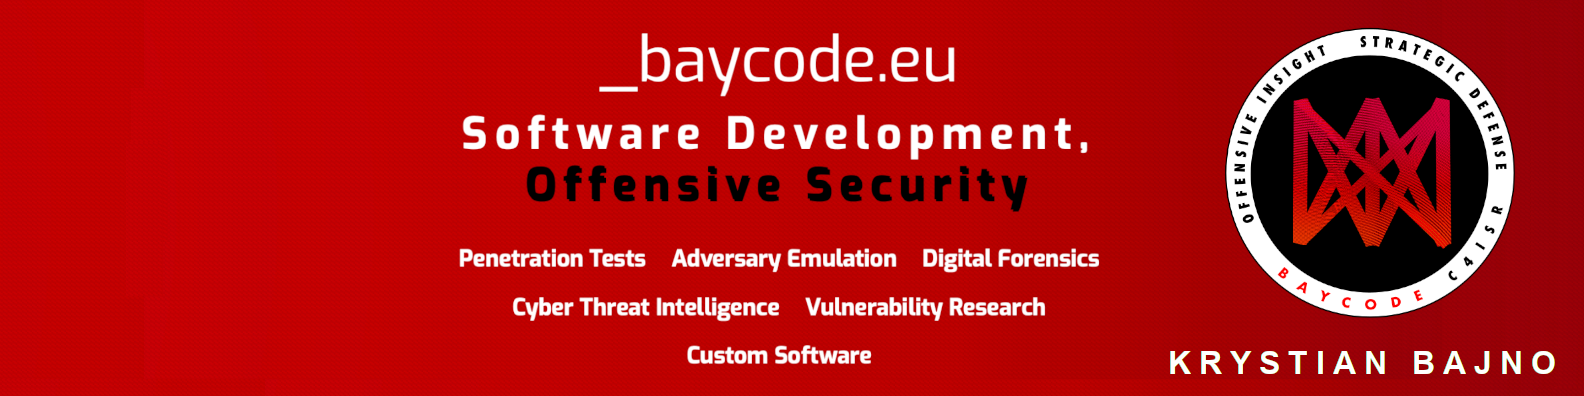 _baycode.eu
Software Development,
Offensive Security
Penetration Tests Adversary Emulation Digital Forensics
Cyber Threat Intelligence Vulnerability Research
Custom Software
OFFENSIVE INSIGHT STRATEGIC DEFENSE
BAYCODE C4ISR
KRYSTIAN BAJNO